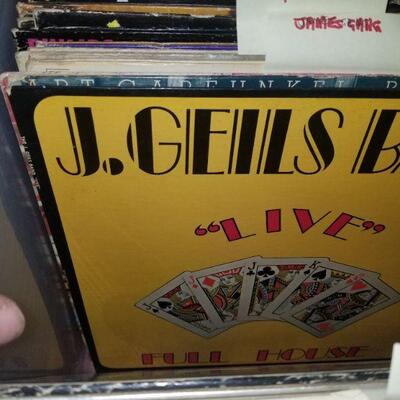 JAMES GANG
ART GARFUNKEL
J. GEILS
"LIVE"
FULL HOUSE